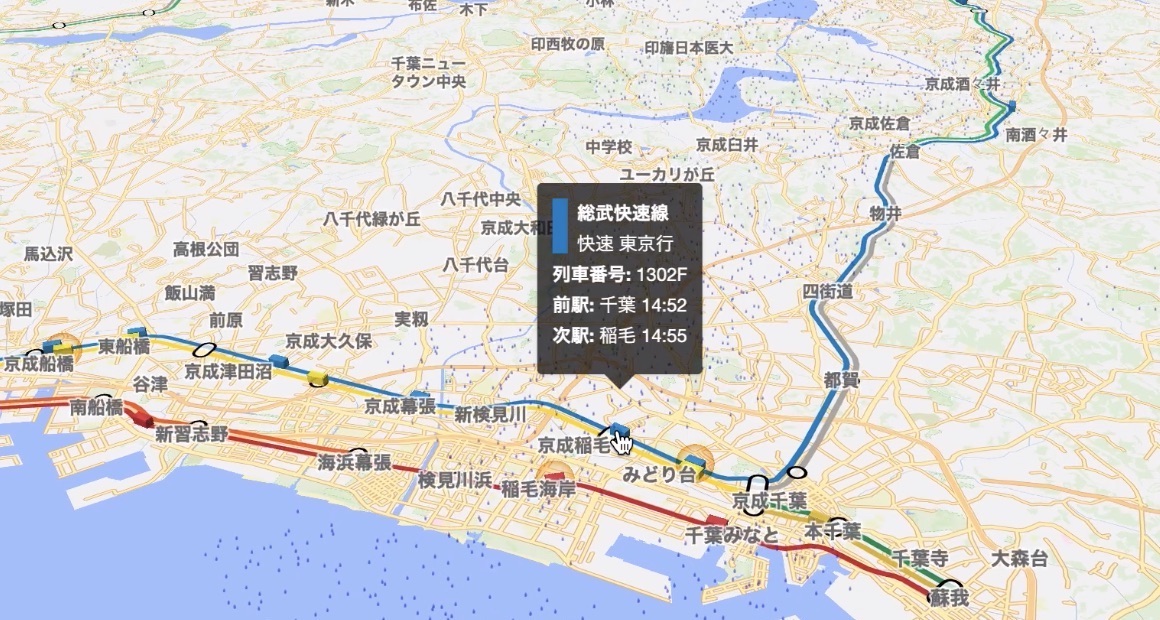 布佐
木下
小林
印西牧の原
印旛日本医大
千葉ニュー
タウン中央
京成酒々井
京成佐倉
南酒々井
中学校
京成臼井
佐倉
ユーカリが丘
八千代中央
物井
八千代緑が丘
京成大和田
高根公園
馬込沢
八千代台
習志野
飯山満
四街道
塚田
前原
実籾
京成大久保
東船橋
京成船橋
京成津田沼
都賀
谷津
南船橋
京成幕張
新検見川
新習志野
京成稲毛
海浜幕張
みどり台
検見川浜
稲毛海岸
京成千葉
千葉みなと
本千葉
千葉寺
大森台
蘇我
総武快速線
快速 東京行
列車番号: 1302F
前駅: 千葉 14:52
次駅: 稲毛 14:55